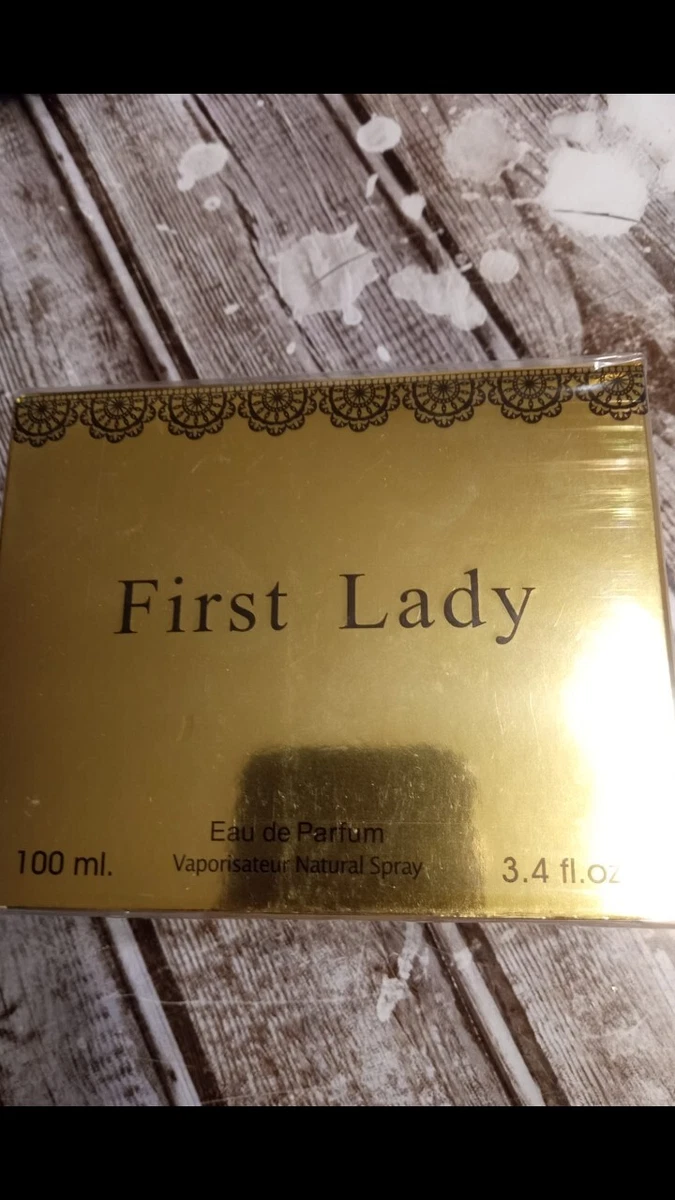 First Lady
Eau de Parfum
100 ml. Vaporisateur Natural Spray 3.4 fl.oz